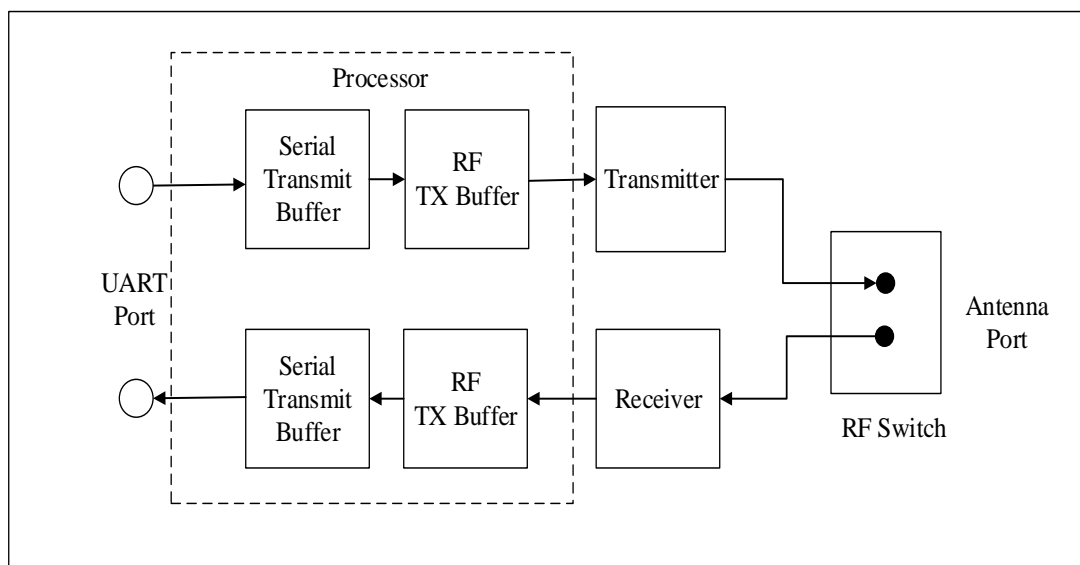 Processor
Serial
Transmit
Buffer
RF
TX Buffer
Transmitter
UART
Port
Antenna
Port
Serial
Transmit
Buffer
RF
TX Buffer
Receiver
RF Switch